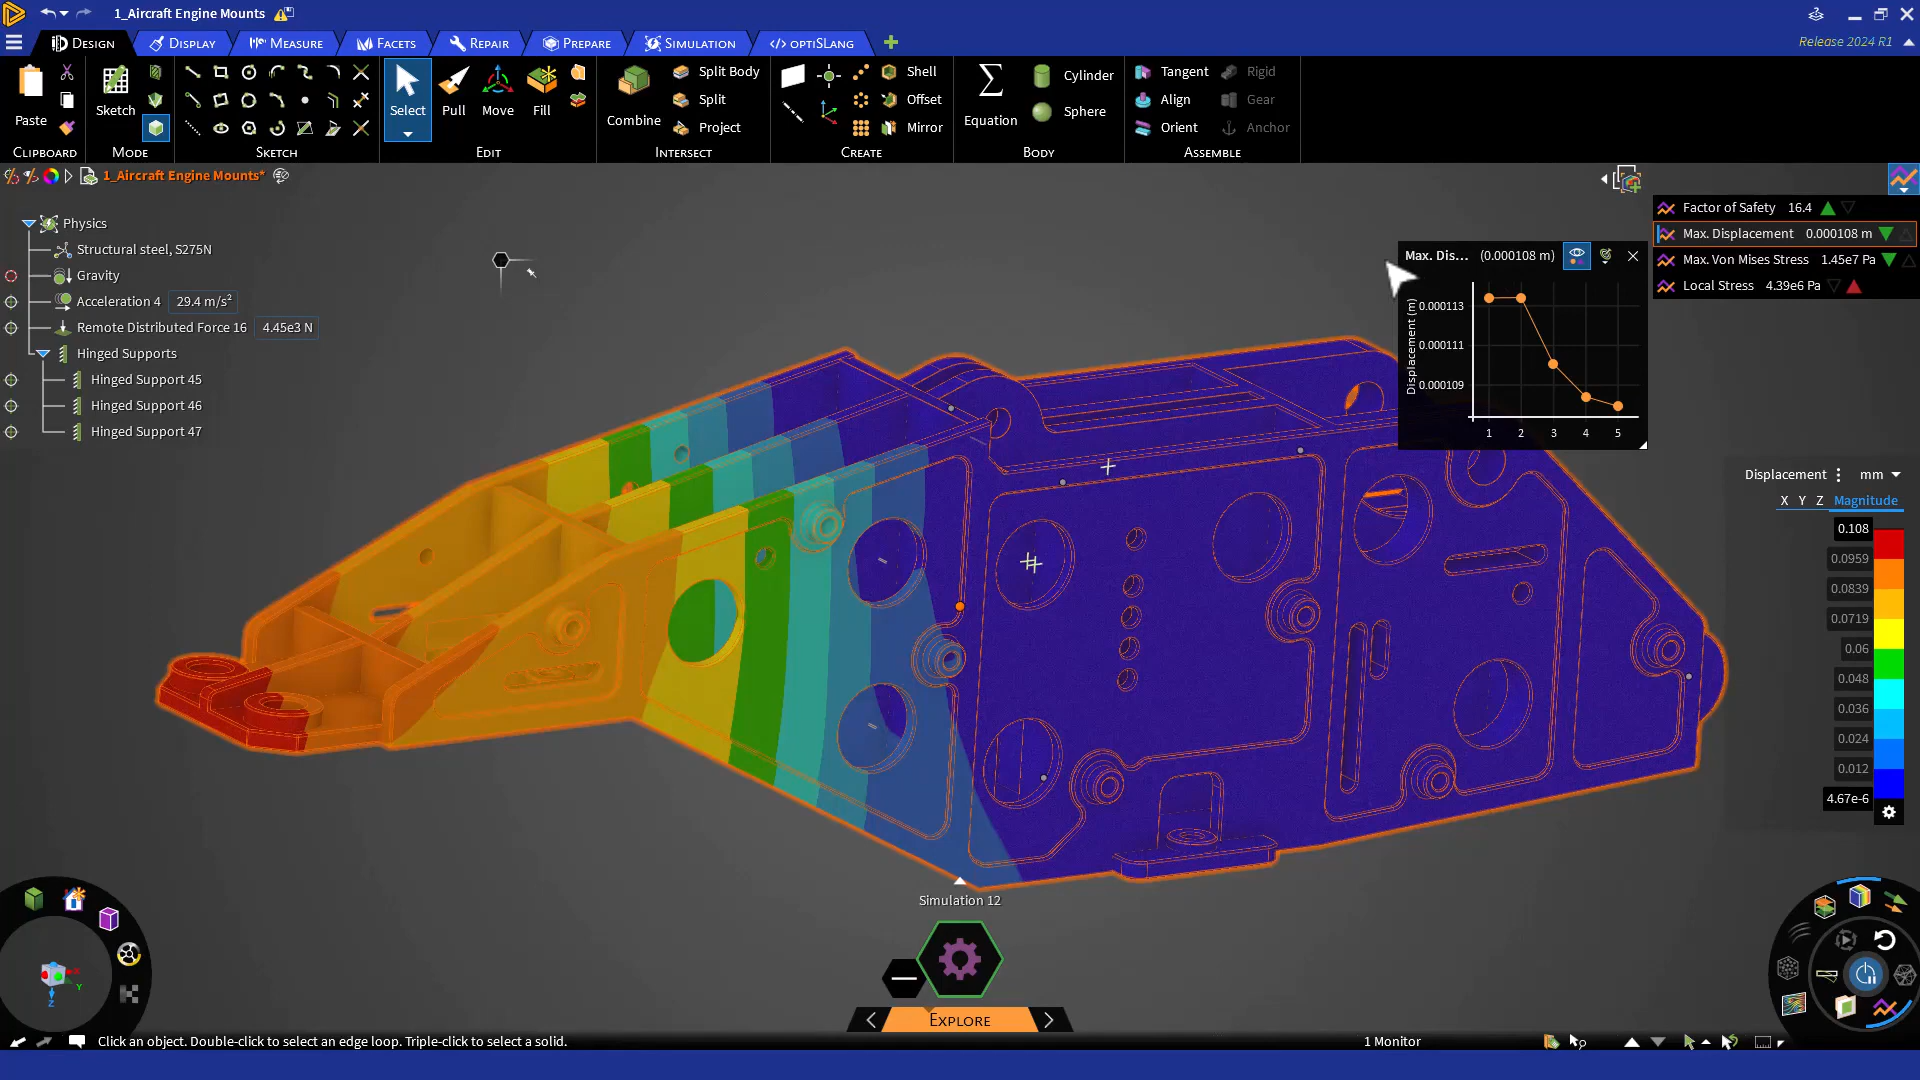 1_Aircraft Engine Mounts
Design
Display
Measure
Facets
Repair
Prepare
Simulation
optiSLang
Release 2024 R1
Paste
Clipboard
Sketch
Mode
Sketch
Select
Pull
Move
Fill
Edit
Combine
Split Body
Split
Project
Intersect
Shell
Offset
Mirror
Create
Equation
Cylinder
Sphere
Body
Tangent
Align
Orient
Rigid
Gear
Anchor
Assemble
1_Aircraft Engine Mounts*
Physics
Structural steel, S275N
Gravity
Acceleration 4 29.4 m/s²
Remote Distributed Force 16 4.45e3 N
Hinged Supports
Hinged Support 45
Hinged Support 46
Hinged Support 47
Factor of Safety 16.4
Max. Displacement 0.000108 m
Max. Von Mises Stress 1.45e7 Pa
Local Stress 4.39e6 Pa
Max. Dis... (0.000108 m)
Displacement (m)
0.000113
0.000111
0.000109
1 2 3 4 5
Displacement mm
X Y Z Magnitude
0.108
0.0959
0.0839
0.0719
0.06
0.048
0.036
0.024
0.012
4.67e-6
Simulation 12
Explore
X
Y
Z
Click an object. Double-click to select an edge loop. Triple-click to select a solid.
1 Monitor